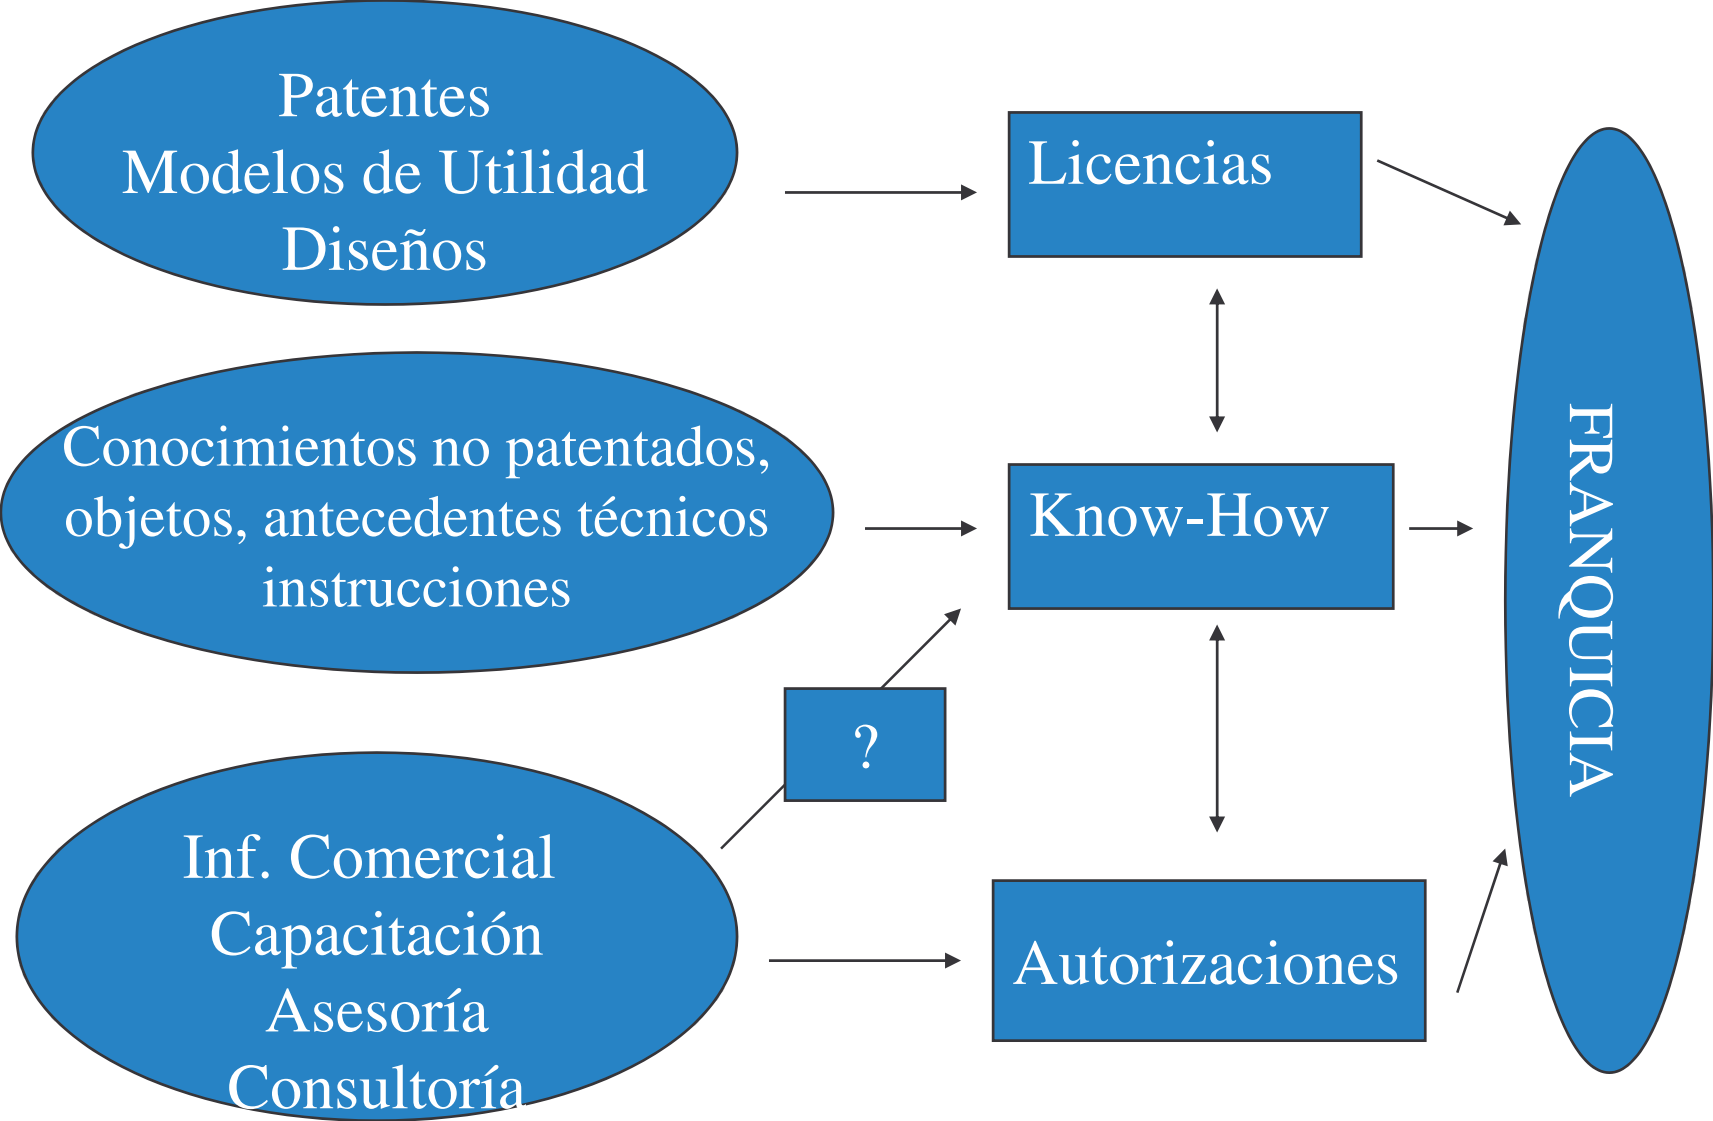 Patentes
Modelos de Utilidad
Diseños
Licencias
Conocimientos no patentados,
objetos, antecedentes técnicos
instrucciones
Know-How
?
Inf. Comercial
Capacitación
Asesoría
Consultoría
Autorizaciones
FRANQUICIA